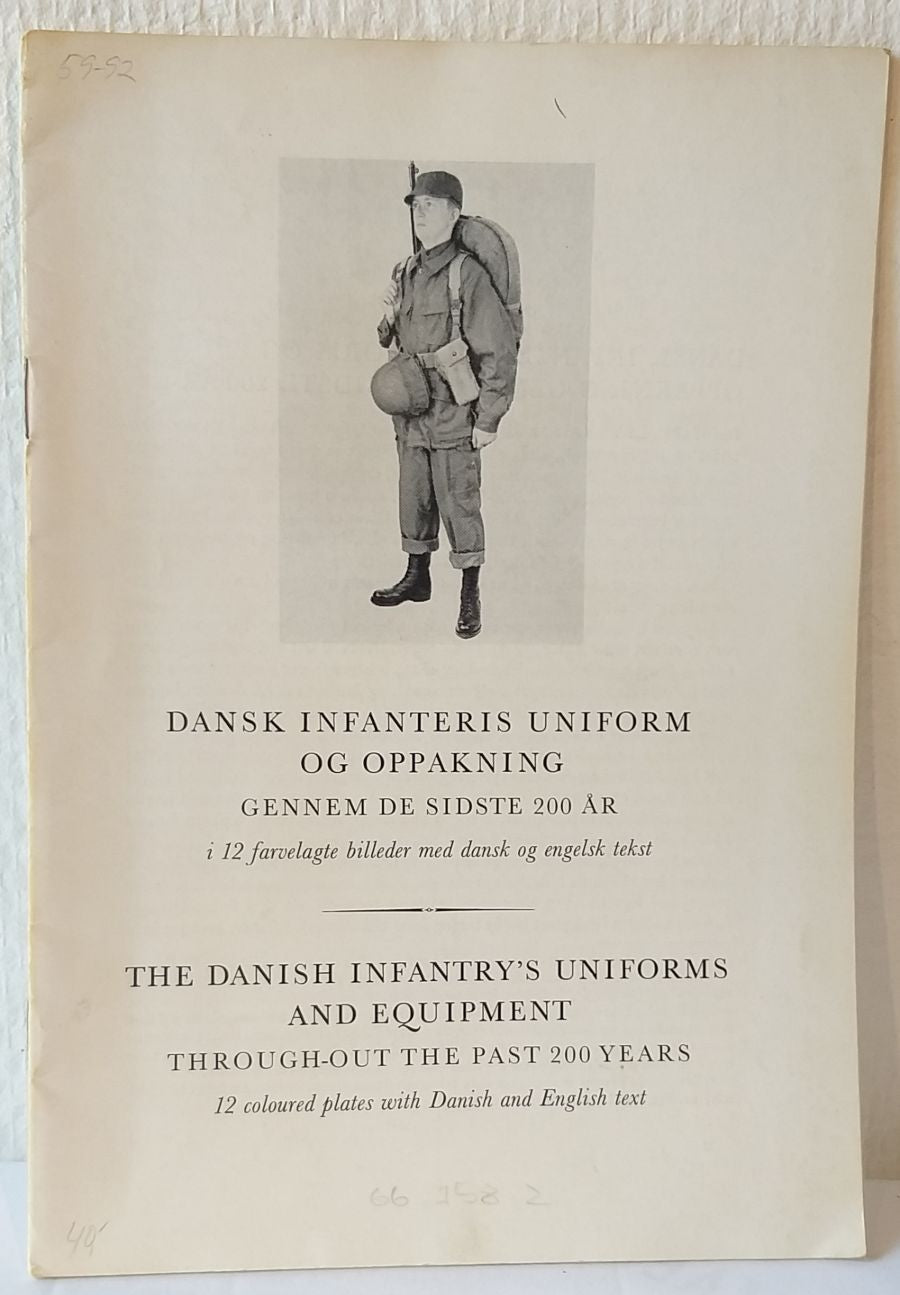 59-92
DANSK INFANTERIS UNIFORM
OG OPPAKNING
GENNEM DE SIDSTE 200 ÅR
i 12 farvelagte billeder med dansk og engelsk tekst
THE DANISH INFANTRY'S UNIFORMS
AND EQUIPMENT
THROUGH-OUT THE PAST 200 YEARS
12 coloured plates with Danish and English text
66 158 2